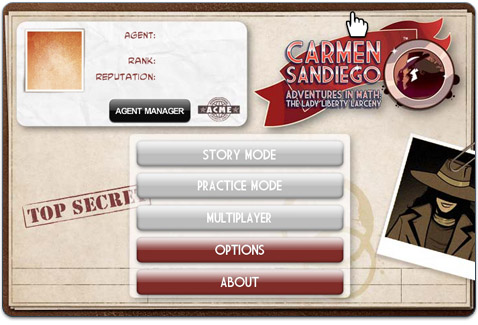 AGENT:
RANK:
REPUTATION:
AGENT MANAGER
ACME
CARMEN
SANDIEGO
ADVENTURES IN MATH:
THE LADY LIBERTY LARCENY
STORY MODE
PRACTICE MODE
TOP SECRET
MULTIPLAYER
OPTIONS
ABOUT